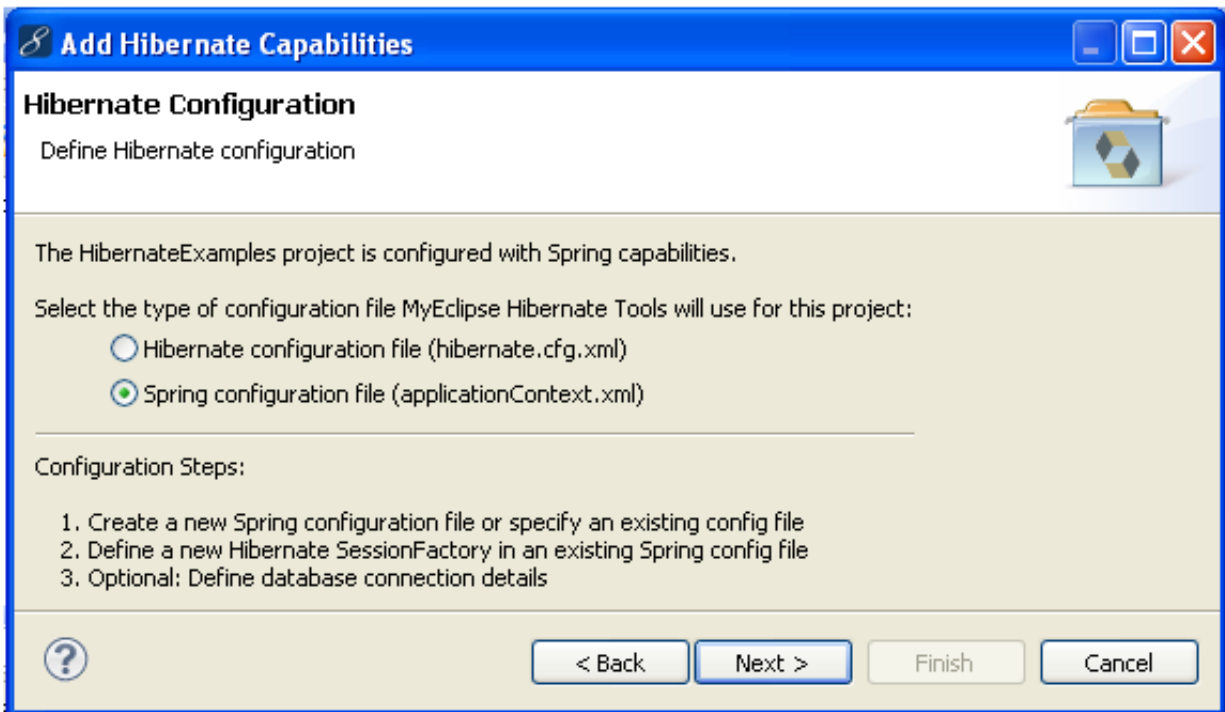 Add Hibernate Capabilities
Hibernate Configuration
Define Hibernate configuration
The HibernateExamples project is configured with Spring capabilities.
Select the type of configuration file MyEclipse Hibernate Tools will use for this project:
Hibernate configuration file (hibernate.cfg.xml)
Spring configuration file (applicationContext.xml)
Configuration Steps:
1. Create a new Spring configuration file or specify an existing config file
2. Define a new Hibernate SessionFactory in an existing Spring config file
3. Optional: Define database connection details
? < Back Next > Finish Cancel